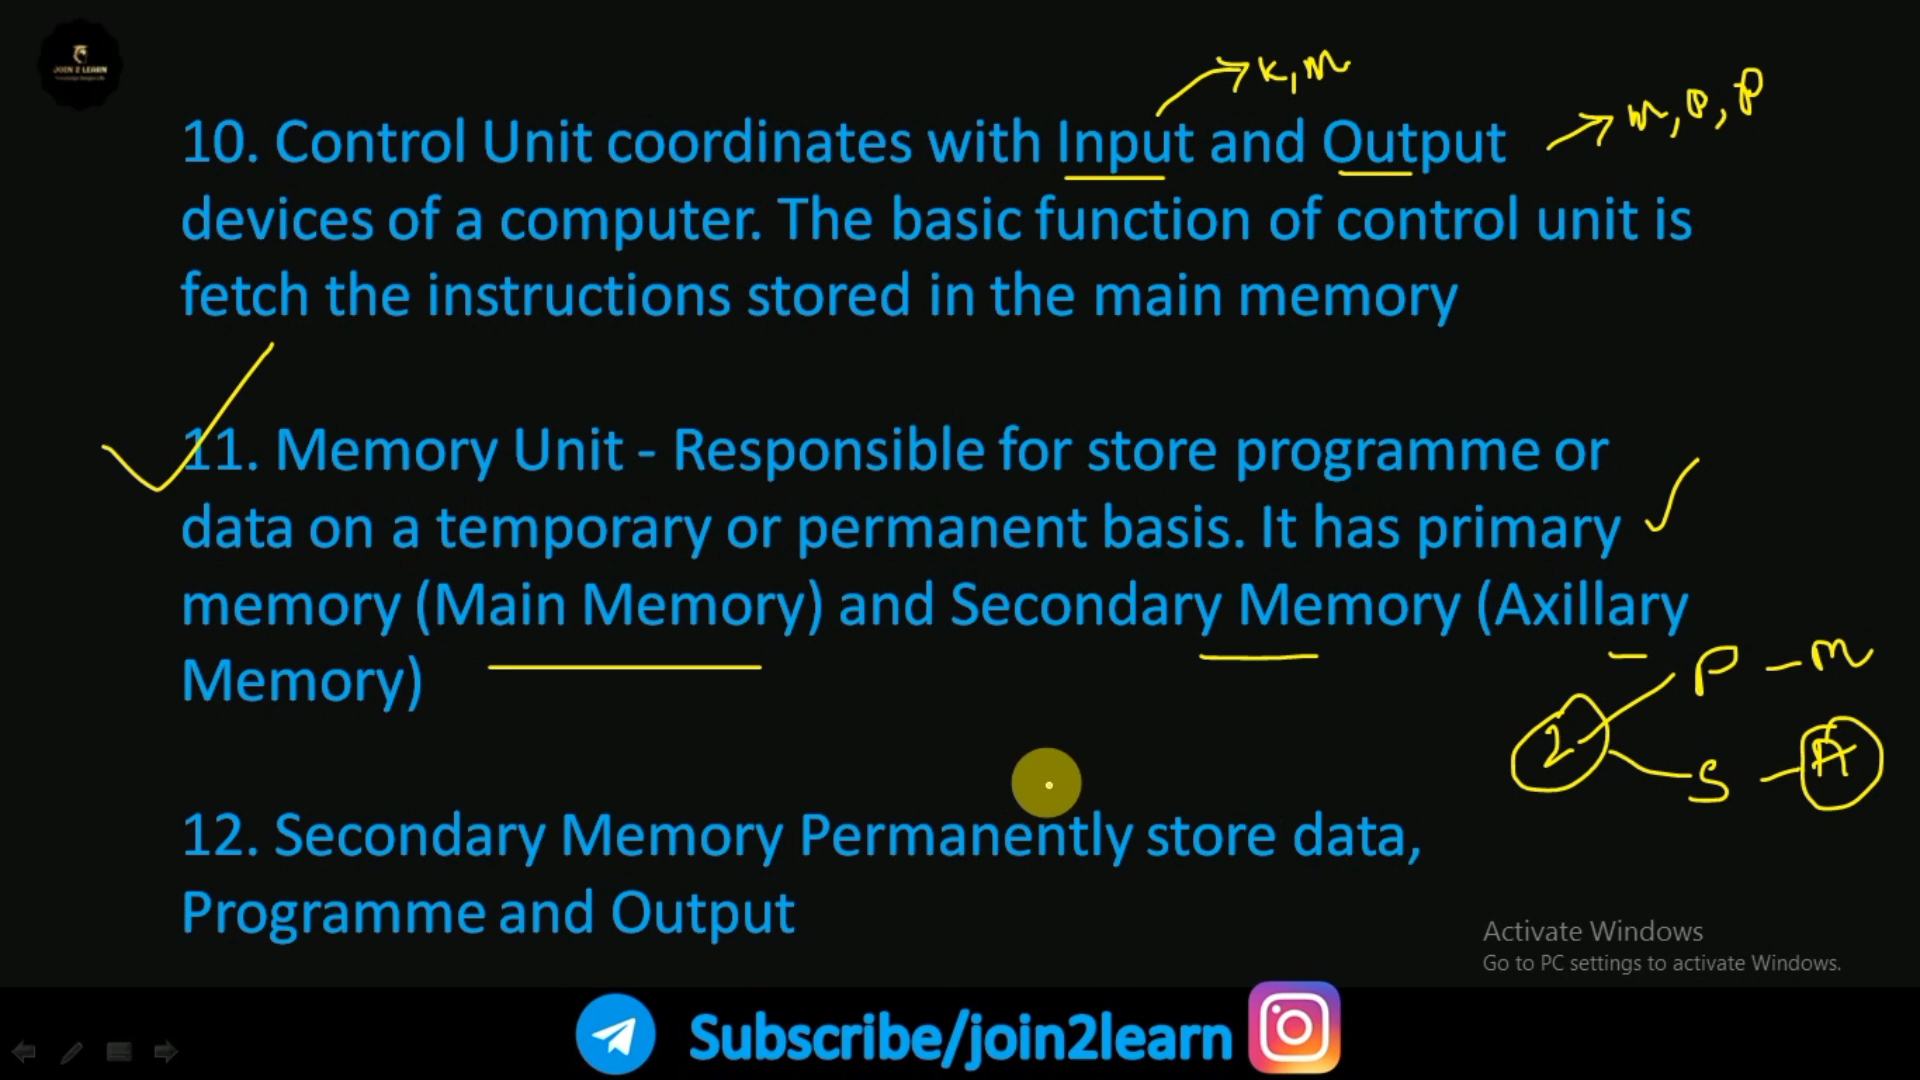 JOIN 2 LEARN
K, m
m, P, P
10. Control Unit coordinates with Input and Output
devices of a computer. The basic function of control unit is
fetch the instructions stored in the main memory
11. Memory Unit - Responsible for store programme or
data on a temporary or permanent basis. It has primary
memory (Main Memory) and Secondary Memory (Axillary
Memory)
P - m
2
S - A
12. Secondary Memory Permanently store data,
Programme and Output
Activate Windows
Go to PC settings to activate Windows.
Subscribe/join2learn